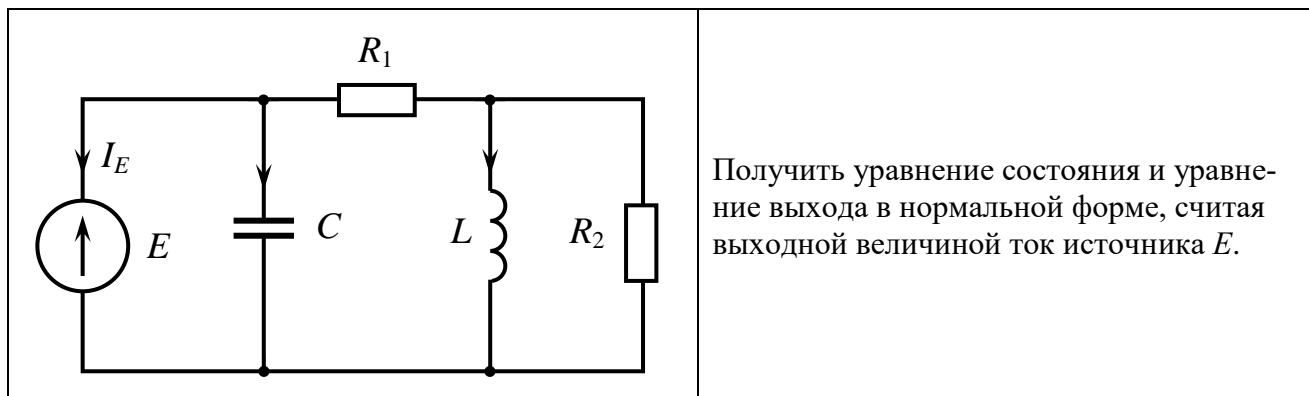 R1
IE
E
C
L
R2
Получить уравнение состояния и уравне-
ние выхода в нормальной форме, считая
выходной величиной ток источника E.